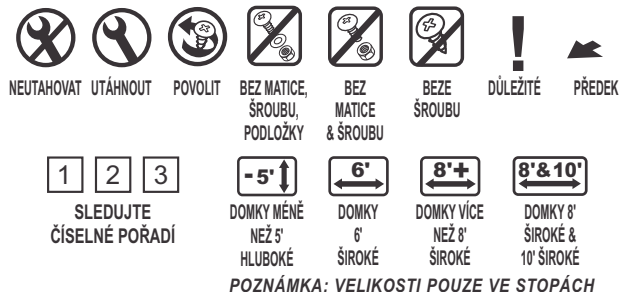 NEUTAHOVAT UTÁHNOUT POVOLIT BEZ MATICE, ŠROUBU, PODLOŽKY BEZ MATICE & ŠROUBU BEZE ŠROUBU DŮLEŽITÉ PŘEDEK
1 2 3 - 5' 6' 8'+ 8'&10'
SLEDUJTE ČÍSELNÉ POŘADÍ
DOMKY MÉNĚ NEŽ 5' HLUBOKÉ
DOMKY 6' ŠIROKÉ
DOMKY VÍCE NEŽ 8' ŠIROKÉ
DOMKY 8' ŠIROKÉ & 10' ŠIROKÉ
POZNÁMKA: VELIKOSTI POUZE VE STOPÁCH